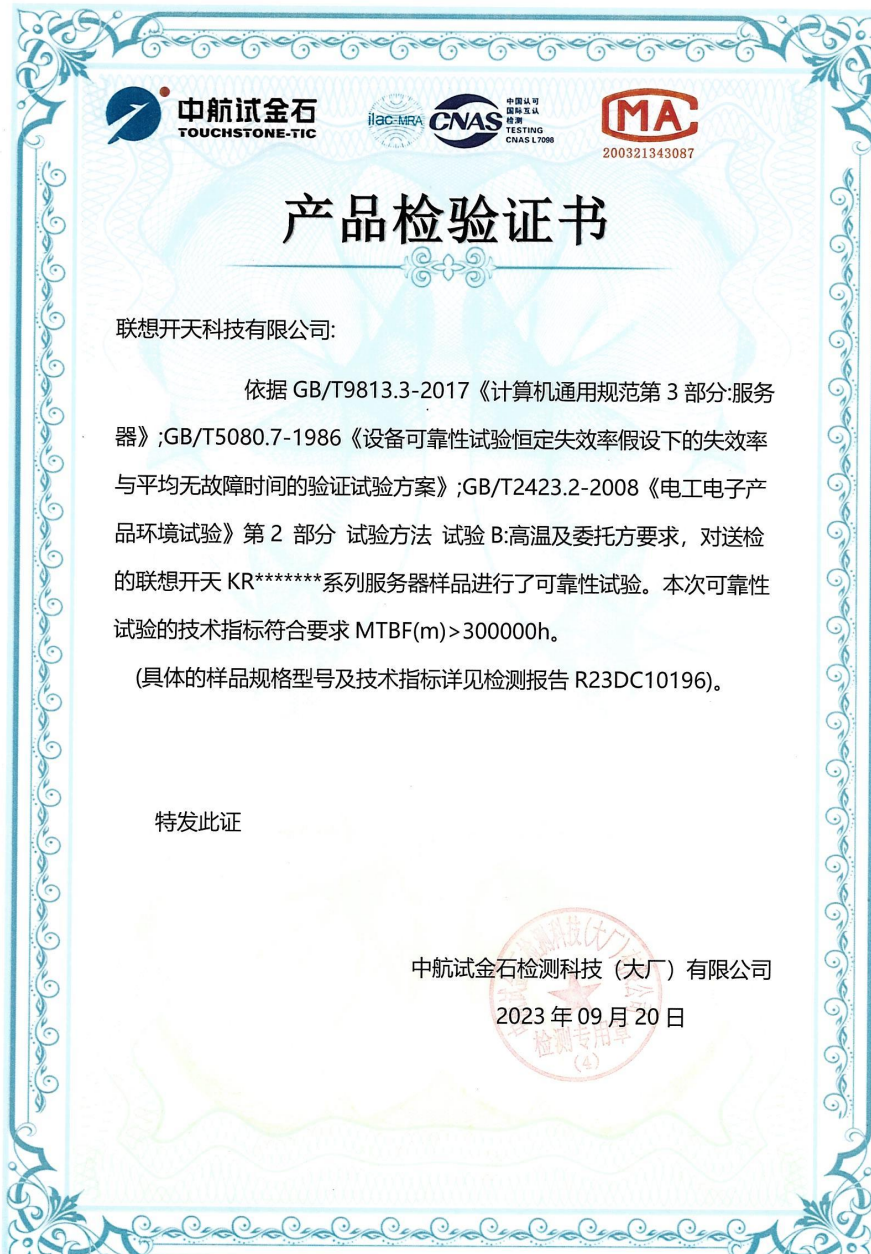 中航试金石
TOUCHSTONE-TIC
ilac-MRA
CNAS
中国认可
国际互认
检测
TESTING
CNAS L7098
MA
200321343087
产品检验证书
联想开天科技有限公司:
依据 GB/T9813.3-2017《计算机通用规范第 3 部分:服务
器》;GB/T5080.7-1986《设备可靠性试验恒定失效率假设下的失效率
与平均无故障时间的验证试验方案》;GB/T2423.2-2008《电工电子产
品环境试验》第 2 部分 试验方法 试验 B:高温及委托方要求，对送检
的联想开天 KR*******系列服务器样品进行了可靠性试验。本次可靠性
试验的技术指标符合要求 MTBF(m)>300000h。
(具体的样品规格型号及技术指标详见检测报告 R23DC10196)。
特发此证
中航试金石检测科技（大厂）有限公司
2023 年 09 月 20 日
检测专用章
(4)